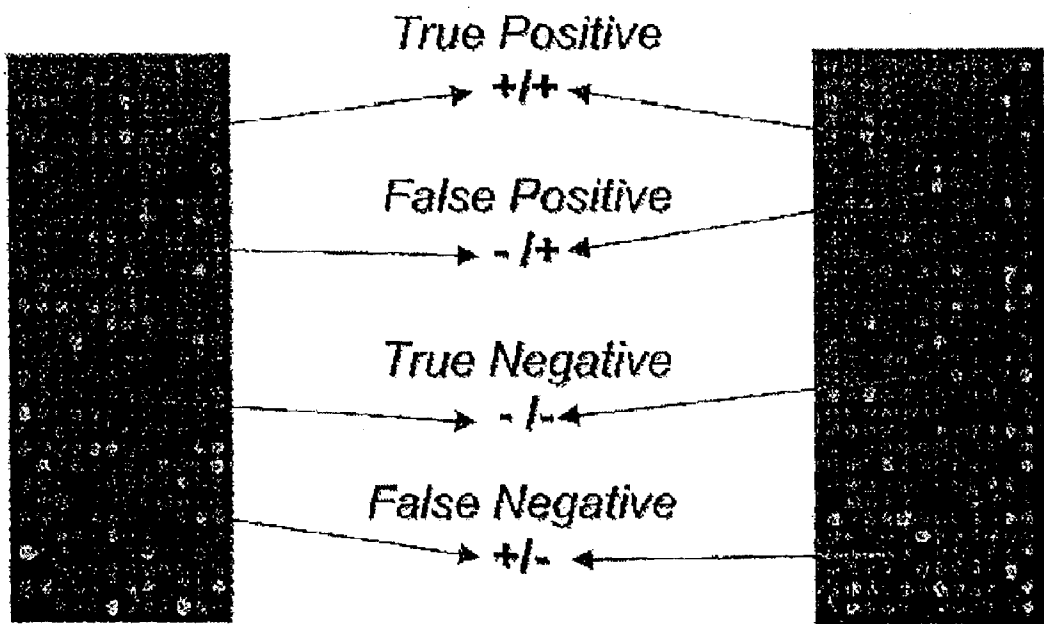 True Positive
+/+
False Positive
- /+
True Negative
- /-
False Negative
+/-